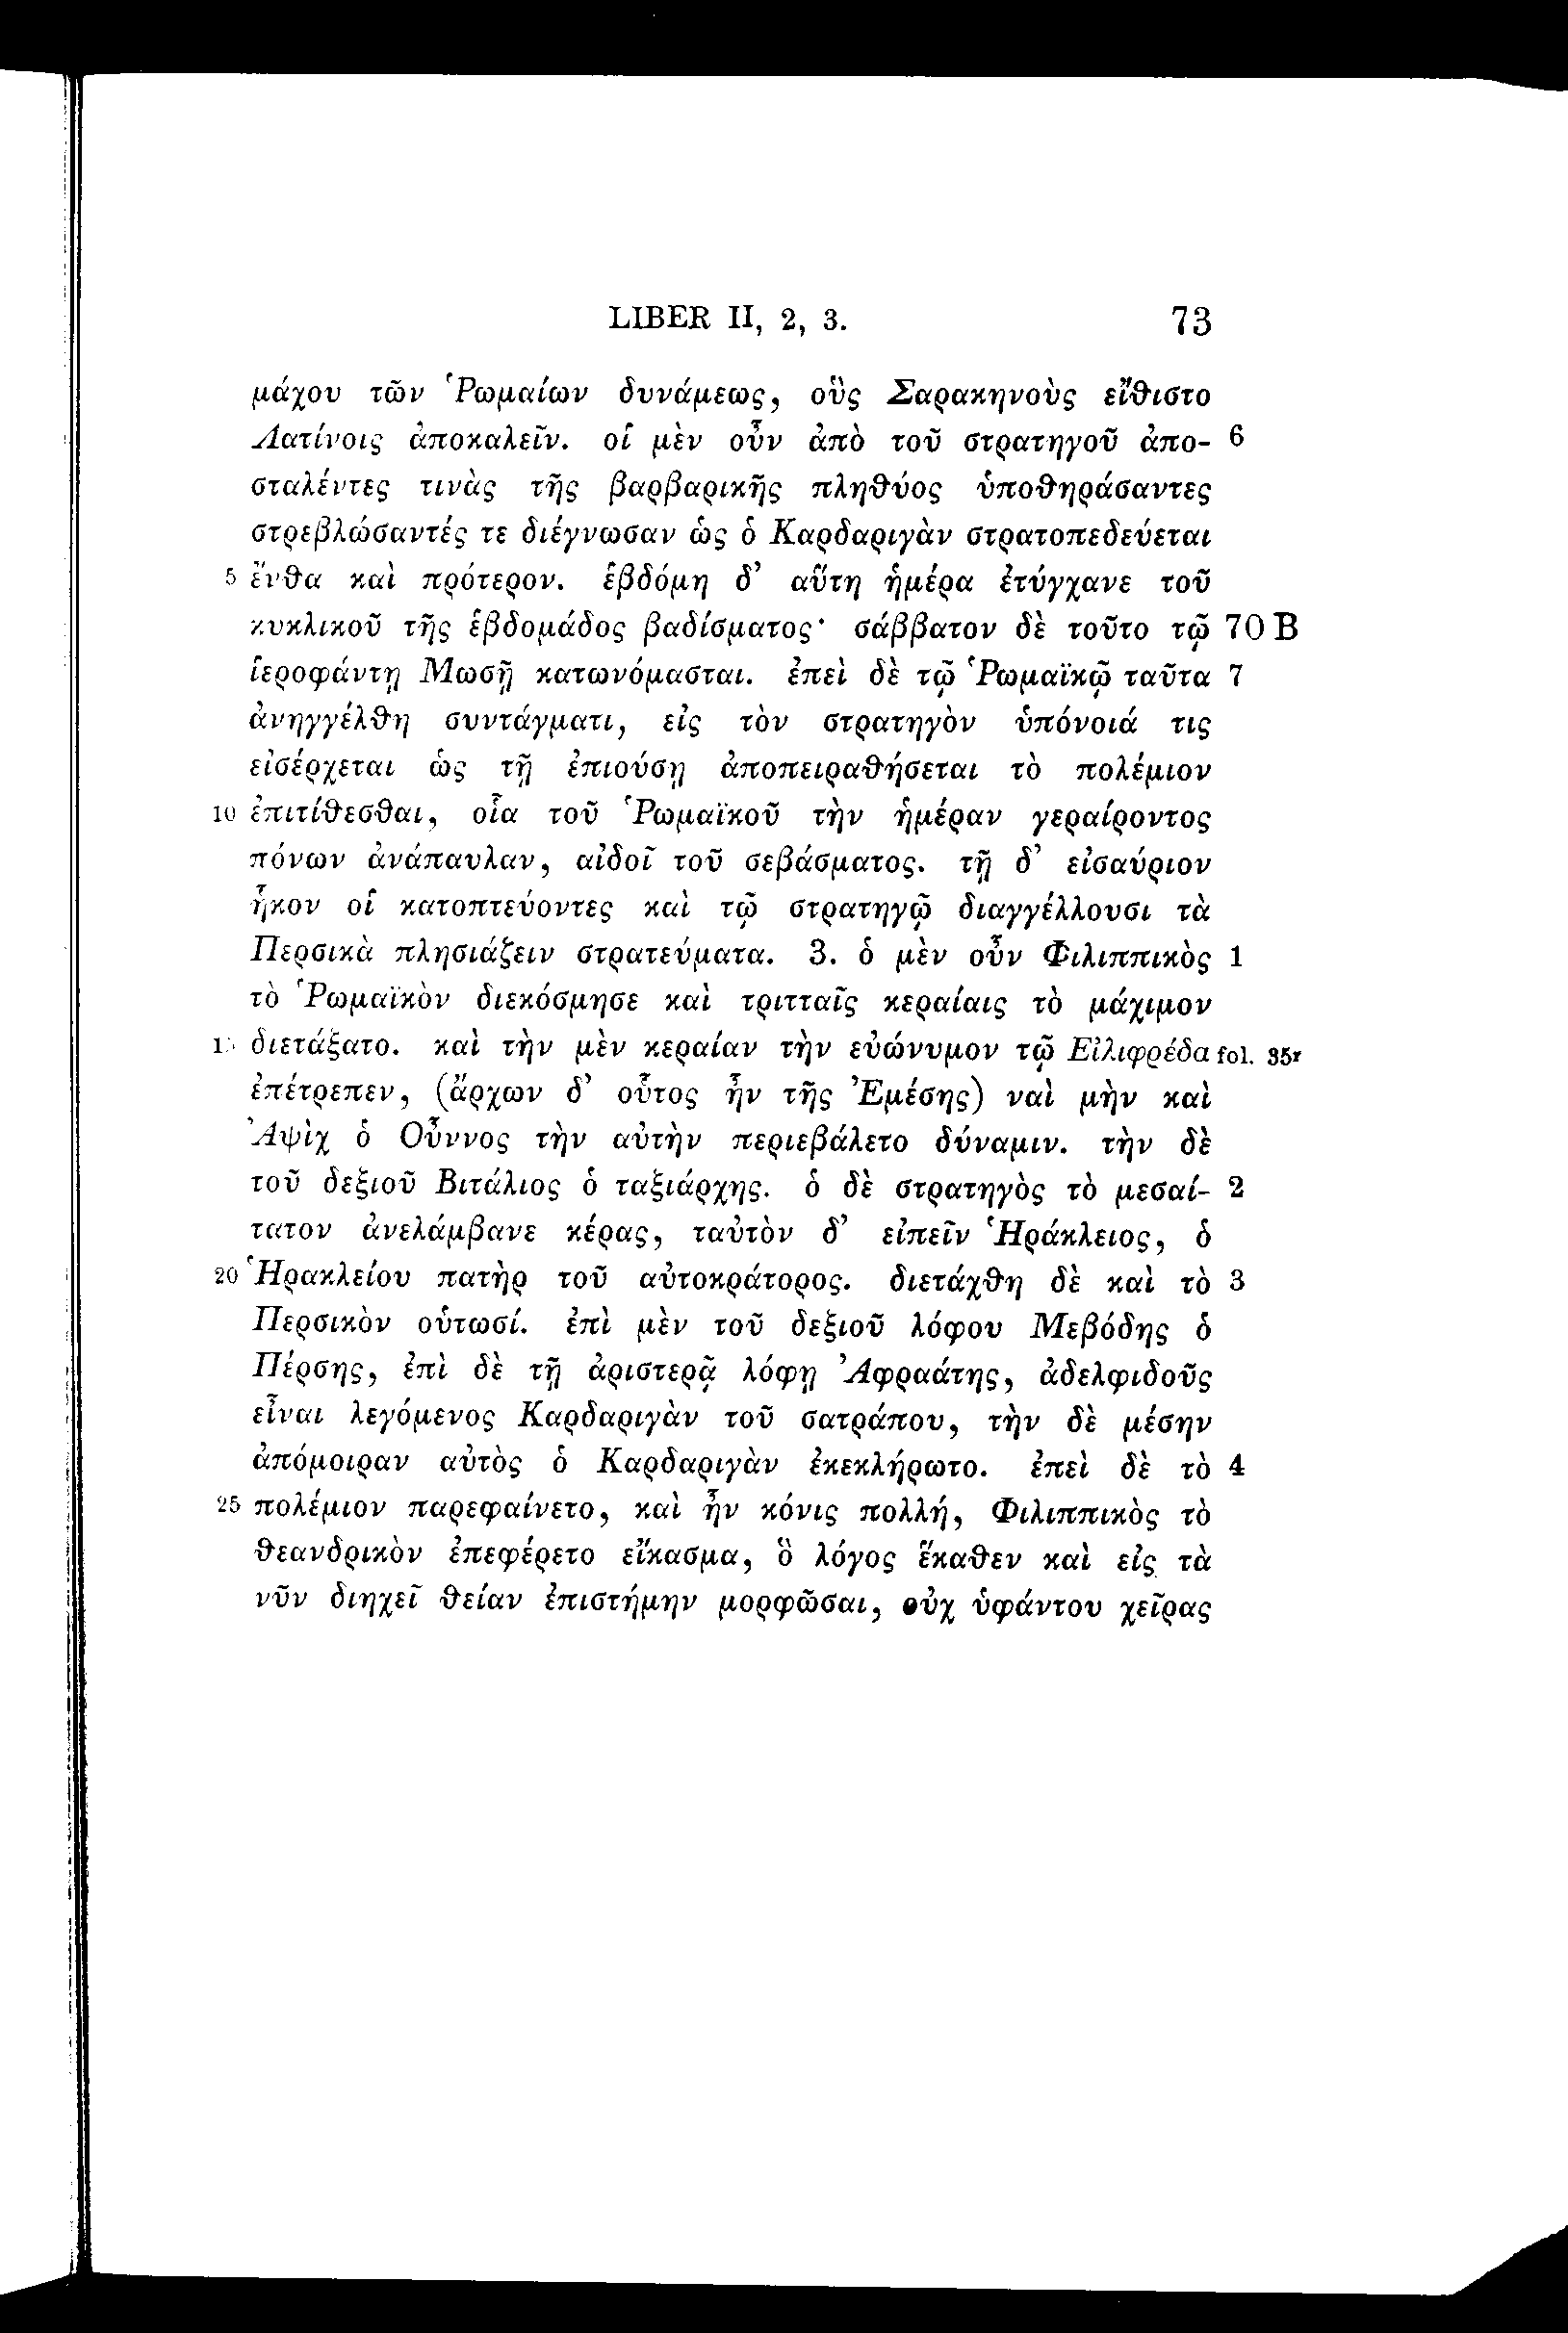 LIBER II, 2, 3. 73
μάχου τῶν Ῥωμαίων δυνάμεως, οὓς Σαρακηνοὺς εἴθιστο
Λατίνοις ἀποκαλεῖν. οἱ μὲν οὖν ἀπὸ τοῦ στρατηγοῦ ἀπο- 6
σταλέντες τινὰς τῆς βαρβαρικῆς πληθύος ὑποθηράσαντες
στρεβλώσαντές τε διέγνωσαν ὡς ὁ Καρδαριγὰν στρατοπεδεύεται
5 ἔνθα καὶ πρότερον. ἑβδόμη δ’ αὕτη ἡμέρα ἐτύγχανε τοῦ
κυκλικοῦ τῆς ἑβδομάδος βαδίσματος· σάββατον δὲ τοῦτο τῷ 70 B
ἱεροφάντῃ Μωσῇ κατωνόμασται. ἐπεὶ δὲ τῷ Ῥωμαϊκῷ ταῦτα 7
ἀνηγγέλθη συντάγματι, εἰς τὸν στρατηγὸν ὑπόνοιά τις
εἰσέρχεται ὡς τῇ ἐπιούσῃ ἀποπειραθήσεται τὸ πολέμιον
10 ἐπιτίθεσθαι, οἷα τοῦ Ῥωμαϊκοῦ τὴν ἡμέραν γεραίροντος
πόνων ἀνάπαυλαν, αἰδοῖ τοῦ σεβάσματος. τῇ δ’ εἰσαύριον
ἧκον οἱ κατοπτεύοντες καὶ τῷ στρατηγῷ διαγγέλλουσι τὰ
Περσικὰ πλησιάζειν στρατεύματα. 3. ὁ μὲν οὖν Φιλιππικὸς 1
τὸ Ῥωμαϊκὸν διεκόσμησε καὶ τριτταῖς κεραίαις τὸ μάχιμον
15 διετάξατο. καὶ τὴν μὲν κεραίαν τὴν εὐώνυμον τῷ Εἰλιφρέδα fol. 35r
ἐπέτρεπεν, (ἄρχων δ’ οὗτος ἦν τῆς Ἐμέσης) ναὶ μὴν καὶ
Ἀψὶχ ὁ Οὖννος τὴν αὐτὴν περιεβάλετο δύναμιν. τὴν δὲ
τοῦ δεξιοῦ Βιτάλιος ὁ ταξιάρχης. ὁ δὲ στρατηγὸς τὸ μεσαί- 2
τατον ἀνελάμβανε κέρας, ταὐτὸν δ’ εἰπεῖν Ἡράκλειος, ὁ
20 Ἡρακλείου πατὴρ τοῦ αὐτοκράτορος. διετάχθη δὲ καὶ τὸ 3
Περσικὸν οὑτωσί. ἐπὶ μὲν τοῦ δεξιοῦ λόφου Μεβόδης ὁ
Πέρσης, ἐπὶ δὲ τῇ ἀριστερᾷ λόφῃ Ἀφραάτης, ἀδελφιδοῦς
εἶναι λεγόμενος Καρδαριγὰν τοῦ σατράπου, τὴν δὲ μέσην
ἀπόμοιραν αὐτὸς ὁ Καρδαριγὰν ἐκεκλήρωτο. ἐπεὶ δὲ τὸ 4
25 πολέμιον παρεφαίνετο, καὶ ἦν κόνις πολλή, Φιλιππικὸς τὸ
θεανδρικὸν ἐπεφέρετο εἴκασμα, ὃ λόγος ἕκαθεν καὶ εἰς τὰ
νῦν διηχεῖ θείαν ἐπιστήμην μορφῶσαι, οὐχ ὑφάντου χεῖρας